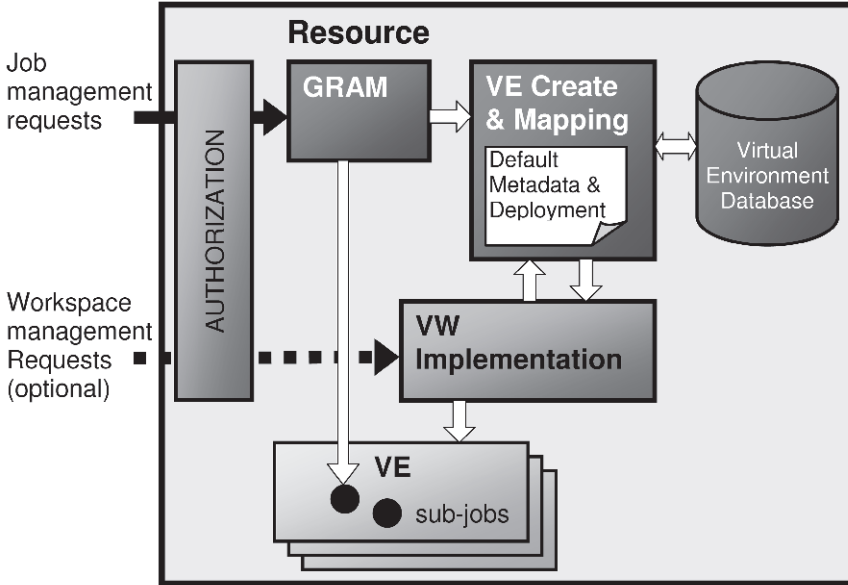 Resource
Job
management
requests
GRAM
VE Create
& Mapping
Default
Metadata &
Deployment
Virtual
Environment
Database
AUTHORIZATION
Workspace
management
Requests
(optional)
VW
Implementation
VE
sub-jobs